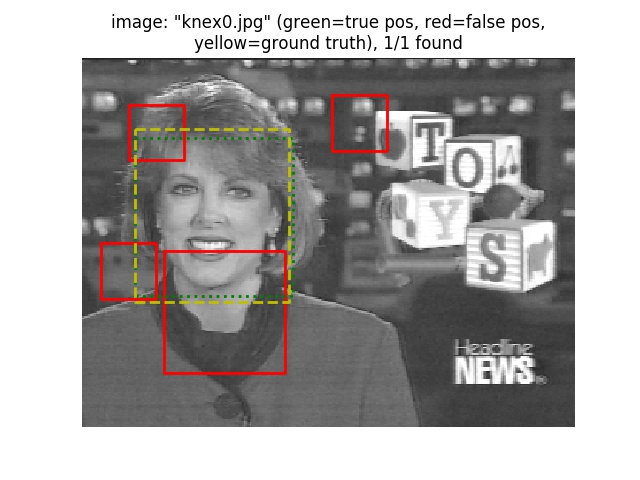 image: "knex0.jpg" (green=true pos, red=false pos,
yellow=ground truth), 1/1 found
T
O
Y
S
Headline
NEWS